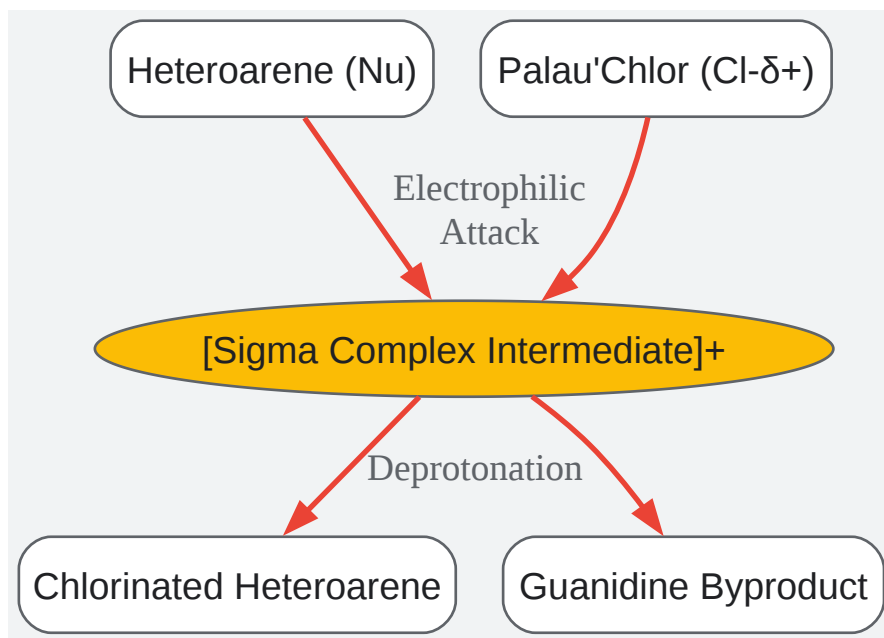 Heteroarene (Nu)
Palau'Chlor (Cl-δ+)
Electrophilic
Attack
[Sigma Complex Intermediate]+
Deprotonation
Chlorinated Heteroarene
Guanidine Byproduct